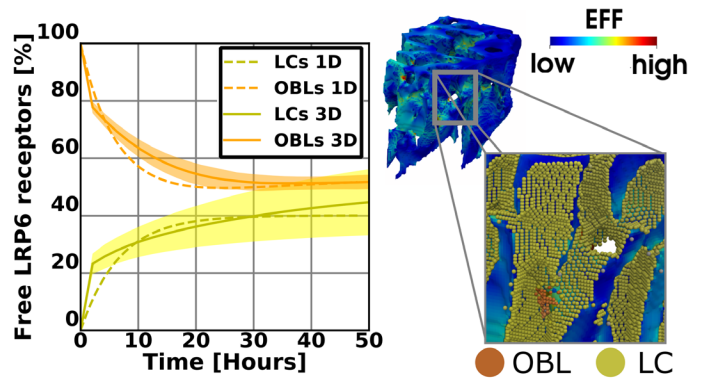 Free LRP6 receptors [%]
100
80
60
40
20
0
LCs 1D
OBLs 1D
LCs 3D
OBLs 3D
0 10 20 30 40 50
Time [Hours]
EFF
low high
OBL LC